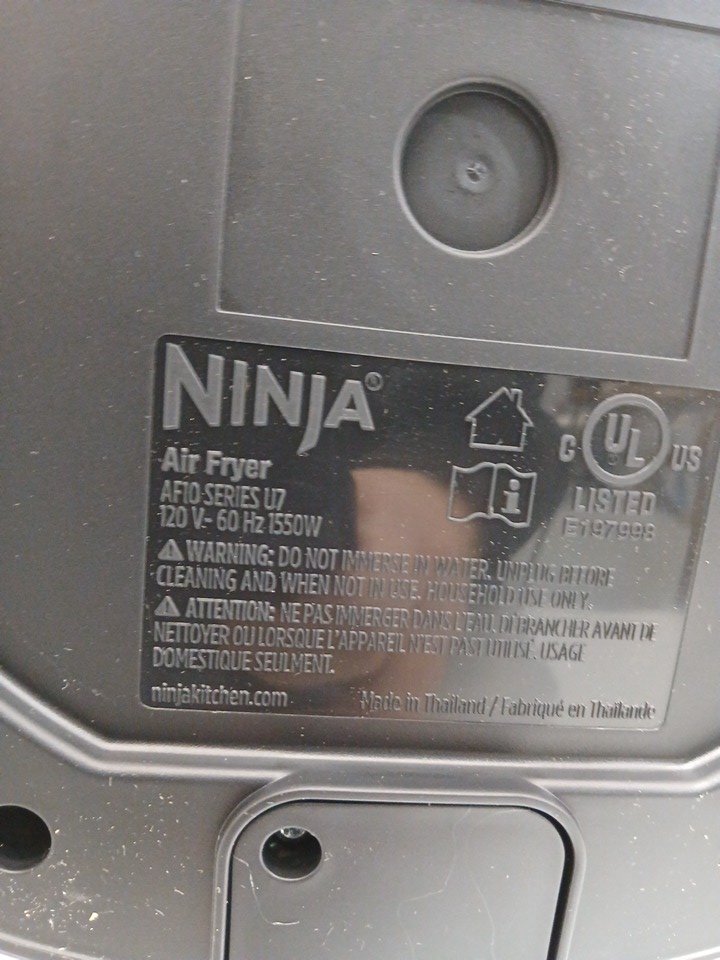 NINJA®
Air Fryer
AF10 SERIES U7
120 V~ 60 Hz 1550W
⚠ WARNING: DO NOT IMMERSE IN WATER. UNPLUG BEFORE
CLEANING AND WHEN NOT IN USE. HOUSEHOLD USE ONLY.
⚠ ATTENTION: NE PAS IMMERGER DANS L'EAU. DÉBRANCHER AVANT DE
NETTOYER OU LORSQUE L'APPAREIL N'EST PAST UTILISÉ. USAGE
DOMESTIQUE SEULMENT.
ninjakitchen.com
Made in Thailand / Fabriqué en Thaïlande
i
C UL US
LISTED
E197998